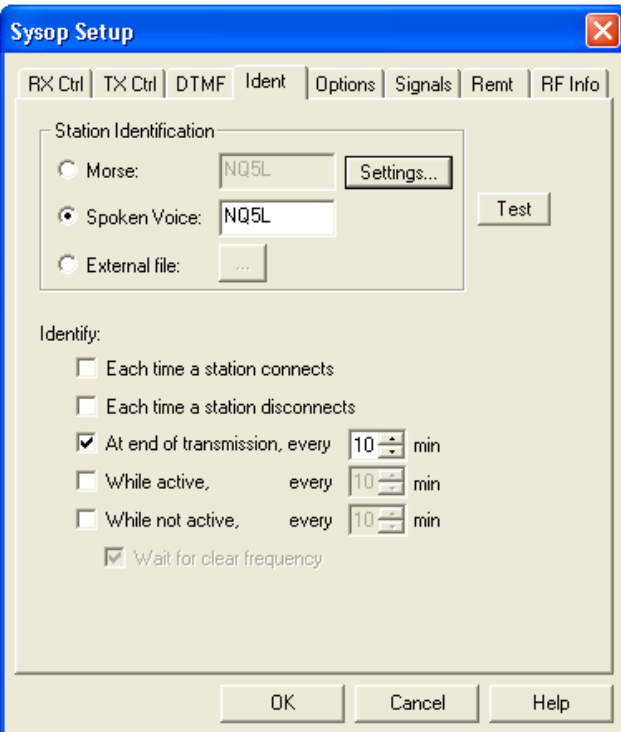 Sysop Setup
RX Ctrl TX Ctrl DTMF Ident Options Signals Remt RF Info
Station Identification
Morse: NQ5L Settings...
Spoken Voice: NQ5L Test
External file: ...
Identify:
Each time a station connects
Each time a station disconnects
At end of transmission, every 10 min
While active, every 10 min
While not active, every 10 min
Wait for clear frequency
OK Cancel Help